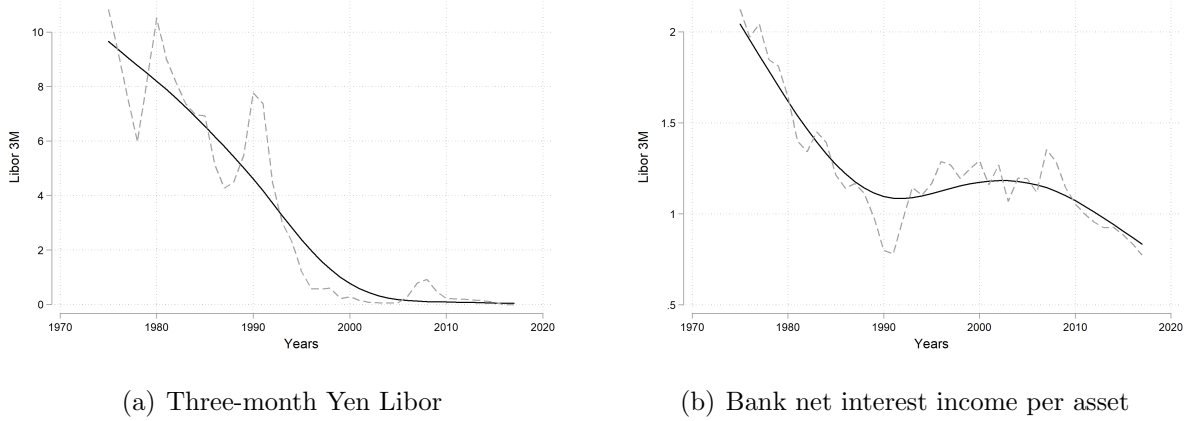 10
8
6
4
2
0
Libor 3M
1970 1980 1990 2000 2010 2020
Years
(a) Three-month Yen Libor
2
1.5
1
.5
Libor 3M
1970 1980 1990 2000 2010 2020
Years
(b) Bank net interest income per asset